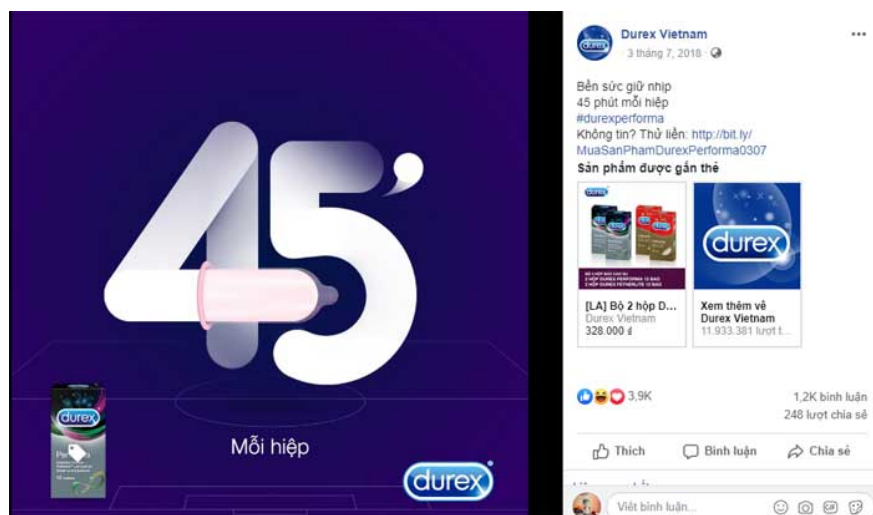 45'
Mỗi hiệp
durex
durex
Durex Vietnam
3 tháng 7, 2018
Bền sức giữ nhịp
45 phút mỗi hiệp
#durexperforma
Không tin? Thử liền: http://bit.ly/
MuaSanPhamDurexPerforma0307
Sản phẩm được gắn thẻ
durex
[LA] Bộ 2 hộp D...
Durex Vietnam
328.000 ₫
durex
Xem thêm về
Durex Vietnam
11.933.381 lượt t...
3,9K
1,2K bình luận
248 lượt chia sẻ
Thích
Bình luận
Chia sẻ
Viết bình luận...